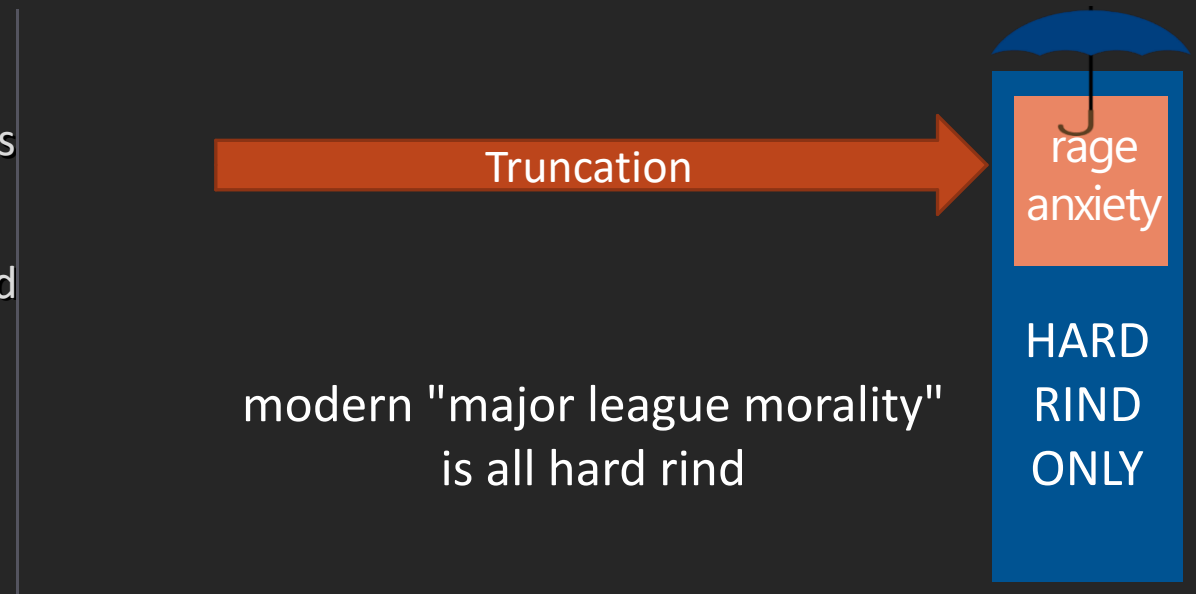 s
d
Truncation
rage
anxiety
modern "major league morality"
is all hard rind
HARD
RIND
ONLY